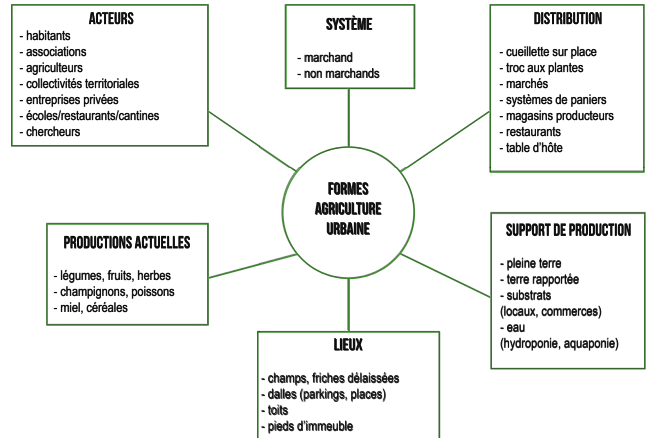 ACTEURS
- habitants
- associations
- agriculteurs
- collectivités territoriales
- entreprises privées
- écoles/restaurants/cantines
- chercheurs
SYSTÈME
- marchand
- non marchands
DISTRIBUTION
- cueillette sur place
- troc aux plantes
- marchés
- systèmes de paniers
- magasins producteurs
- restaurants
- table d'hôte
FORMES
AGRICULTURE
URBAINE
PRODUCTIONS ACTUELLES
- légumes, fruits, herbes
- champignons, poissons
- miel, céréales
SUPPORT DE PRODUCTION
- pleine terre
- terre rapportée
- substrats
(locaux, commerces)
- eau
(hydroponie, aquaponie)
LIEUX
- champs, friches délaissées
- dalles (parkings, places)
- toits
- pieds d'immeuble